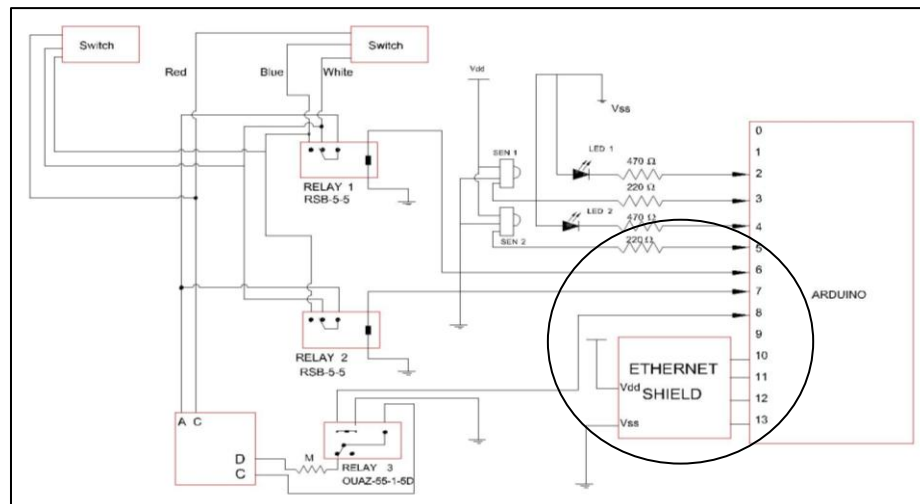 Switch
Switch
Red
Blue
White
Vdd
Vss
0
1
LED 1
470 Ω
2
SEN 1
220 Ω
3
LED 2
470 Ω
4
SEN 2
220 Ω
5
RELAY 1
RSB-5-5
6
7
ARDUINO
8
9
RELAY 2
RSB-5-5
ETHERNET
SHIELD
10
11
Vdd
12
Vss
13
A C
D
C
M
RELAY 3
OUAZ-55-1-5D